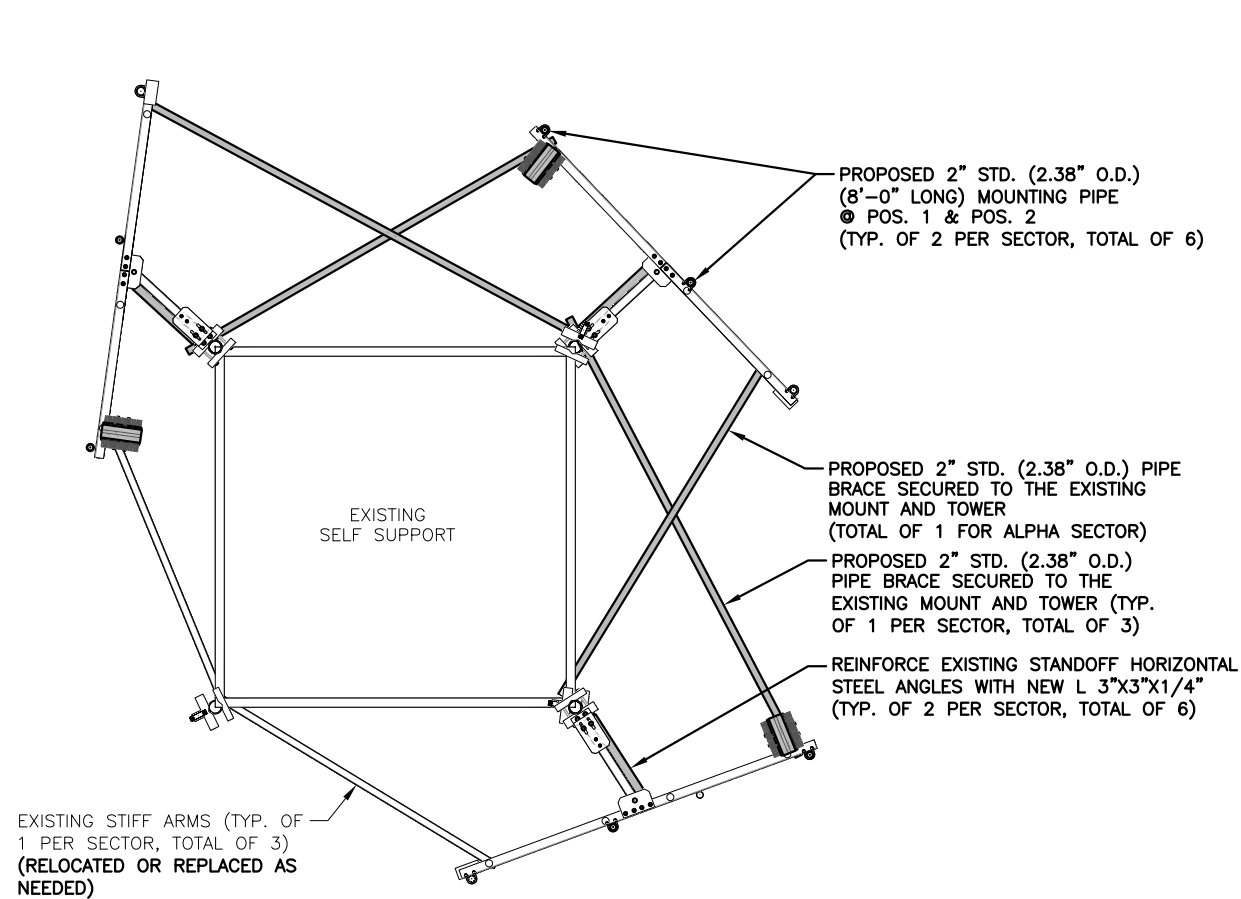 PROPOSED 2" STD. (2.38" O.D.)
(8'-0" LONG) MOUNTING PIPE
@ POS. 1 & POS. 2
(TYP. OF 2 PER SECTOR, TOTAL OF 6)
PROPOSED 2" STD. (2.38" O.D.) PIPE
BRACE SECURED TO THE EXISTING
MOUNT AND TOWER
(TOTAL OF 1 FOR ALPHA SECTOR)
EXISTING
SELF SUPPORT
PROPOSED 2" STD. (2.38" O.D.)
PIPE BRACE SECURED TO THE
EXISTING MOUNT AND TOWER (TYP.
OF 1 PER SECTOR, TOTAL OF 3)
REINFORCE EXISTING STANDOFF HORIZONTAL
STEEL ANGLES WITH NEW L 3"X3"X1/4"
(TYP. OF 2 PER SECTOR, TOTAL OF 6)
EXISTING STIFF ARMS (TYP. OF
1 PER SECTOR, TOTAL OF 3)
(RELOCATED OR REPLACED AS
NEEDED)